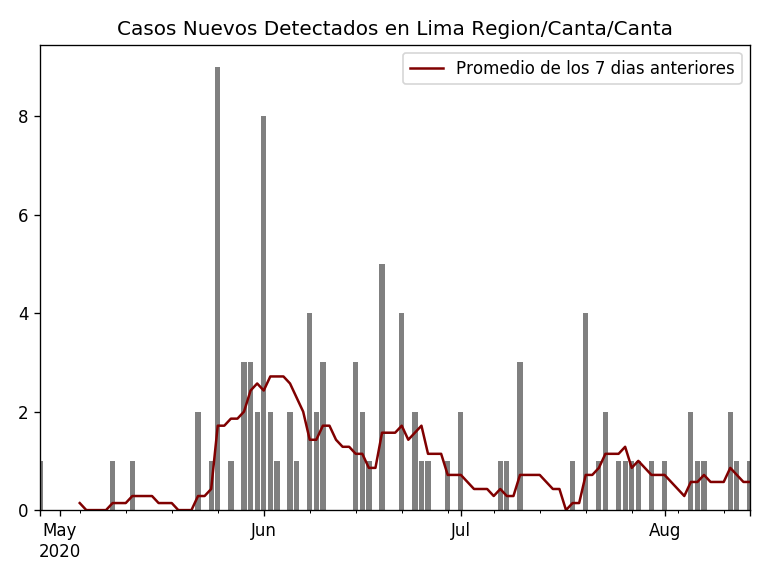 Casos Nuevos Detectados en Lima Region/Canta/Canta
Promedio de los 7 dias anteriores
8
6
4
2
0
May Jun Jul Aug
2020